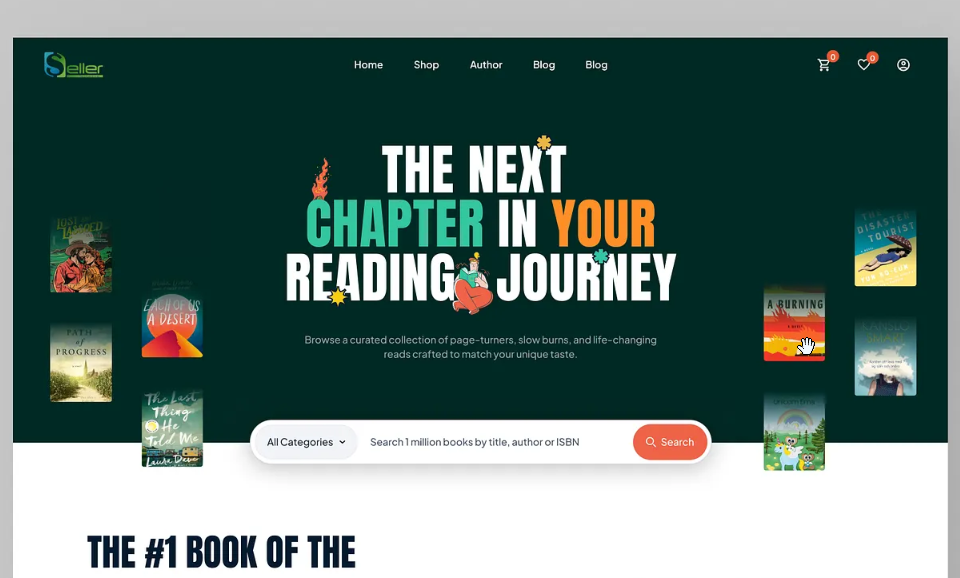 Seller
Home Shop Author Blog Blog
0 0
THE NEXT
CHAPTER IN YOUR
READING JOURNEY
Browse a curated collection of page-turners, slow burns, and life-changing
reads crafted to match your unique taste.
LOST
LASSOED
PATH
of
PROGRESS
EACH OF US
A DESERT
The Last
Thing
He
Told Me
Laura Dave
THE
DISASTER
TOURIST
A BURNING
All Categories
Search 1 million books by title, author or ISBN
Search
THE #1 BOOK OF THE